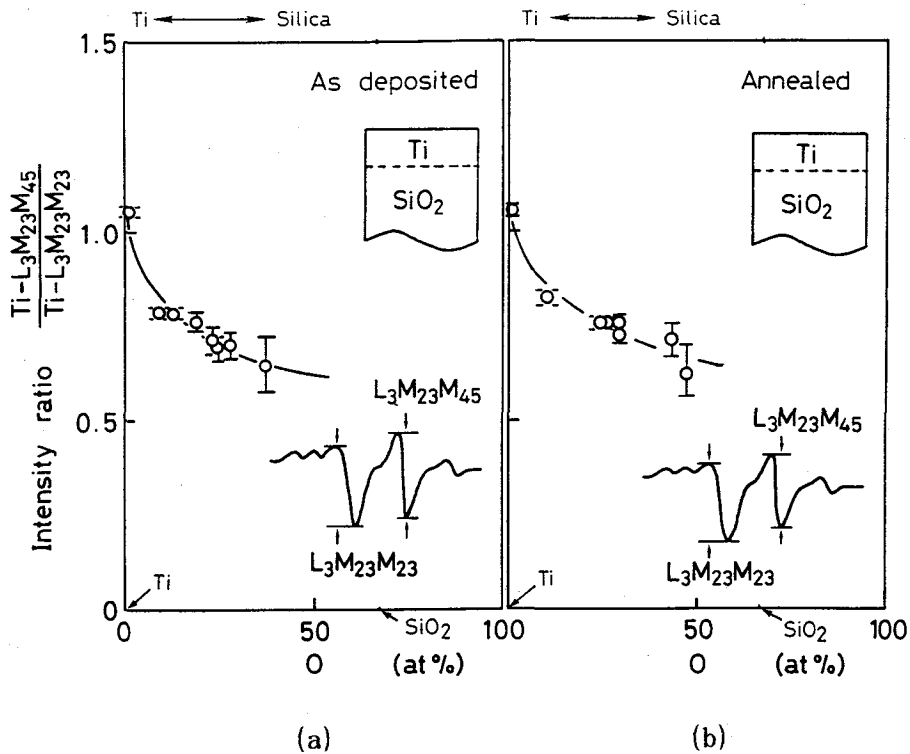 Ti ⟷ Silica
Ti ⟷ Silica
1.5
1.0
0.5
0
Intensity ratio Ti-L₃M₂₃M₄₅ / Ti-L₃M₂₃M₂₃
As deposited
Ti
SiO₂
L₃M₂₃M₄₅
L₃M₂₃M₂₃
Ti
0 50 100
SiO₂
O (at %)
(a)
Annealed
Ti
SiO₂
L₃M₂₃M₄₅
L₃M₂₃M₂₃
Ti
50 100
SiO₂
O (at %)
(b)